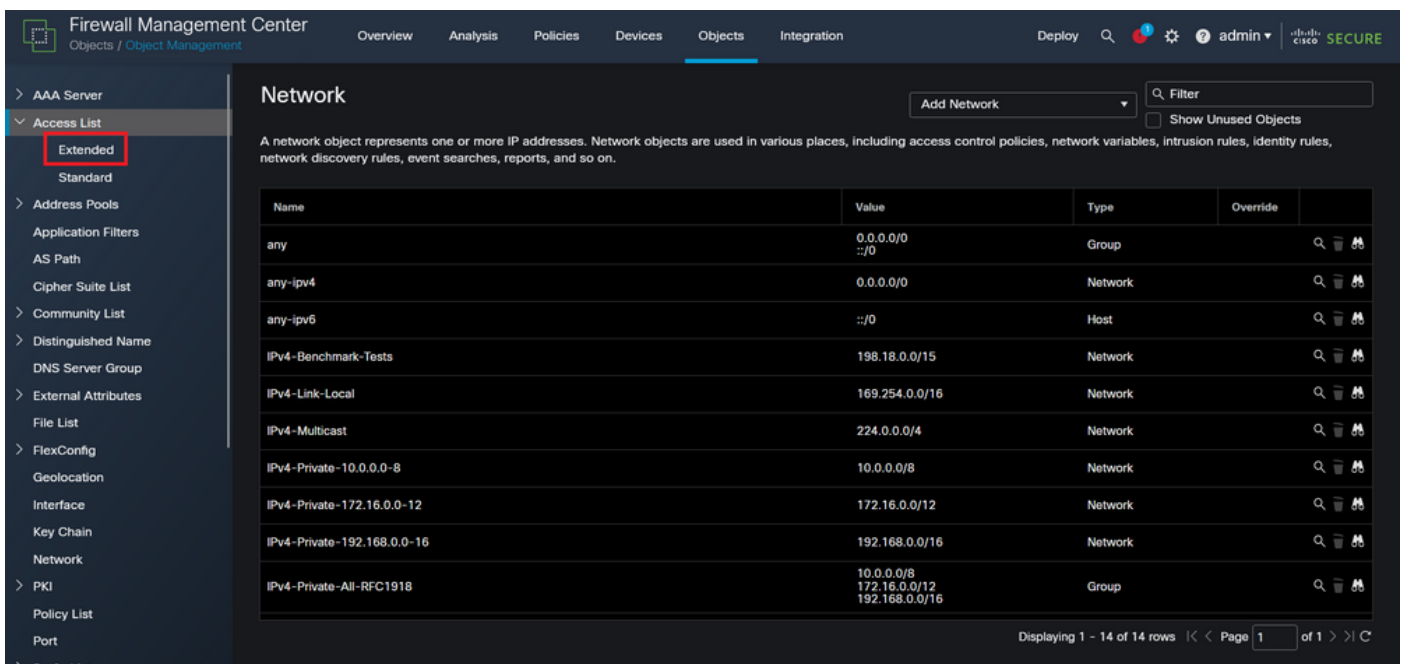 Firewall Management Center
Objects / Object Management
Overview Analysis Policies Devices Objects Integration
Deploy 1 ? admin cisco SECURE
AAA Server
Access List
Extended
Standard
Address Pools
Application Filters
AS Path
Cipher Suite List
Community List
Distinguished Name
DNS Server Group
External Attributes
File List
FlexConfig
Geolocation
Interface
Key Chain
Network
PKI
Policy List
Port
Network
Add Network
Filter
Show Unused Objects
A network object represents one or more IP addresses. Network objects are used in various places, including access control policies, network variables, intrusion rules, identity rules,
network discovery rules, event searches, reports, and so on.
Name Value Type Override
any 0.0.0.0/0 Group
::/0
any-ipv4 0.0.0.0/0 Network
any-ipv6 ::/0 Host
IPv4-Benchmark-Tests 198.18.0.0/15 Network
IPv4-Link-Local 169.254.0.0/16 Network
IPv4-Multicast 224.0.0.0/4 Network
IPv4-Private-10.0.0.0-8 10.0.0.0/8 Network
IPv4-Private-172.16.0.0-12 172.16.0.0/12 Network
IPv4-Private-192.168.0.0-16 192.168.0.0/16 Network
10.0.0.0/8
IPv4-Private-All-RFC1918 172.16.0.0/12 Group
192.168.0.0/16
Displaying 1 - 14 of 14 rows |< < Page 1 of 1 > >|